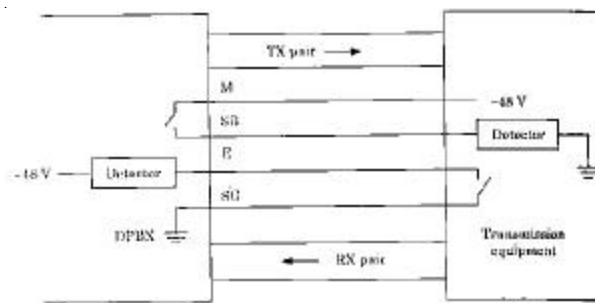 TX pair
M
-48 V
SB
Detector
E
-48 V
Detector
SG
DPBX
Transmission
equipment
RX pair